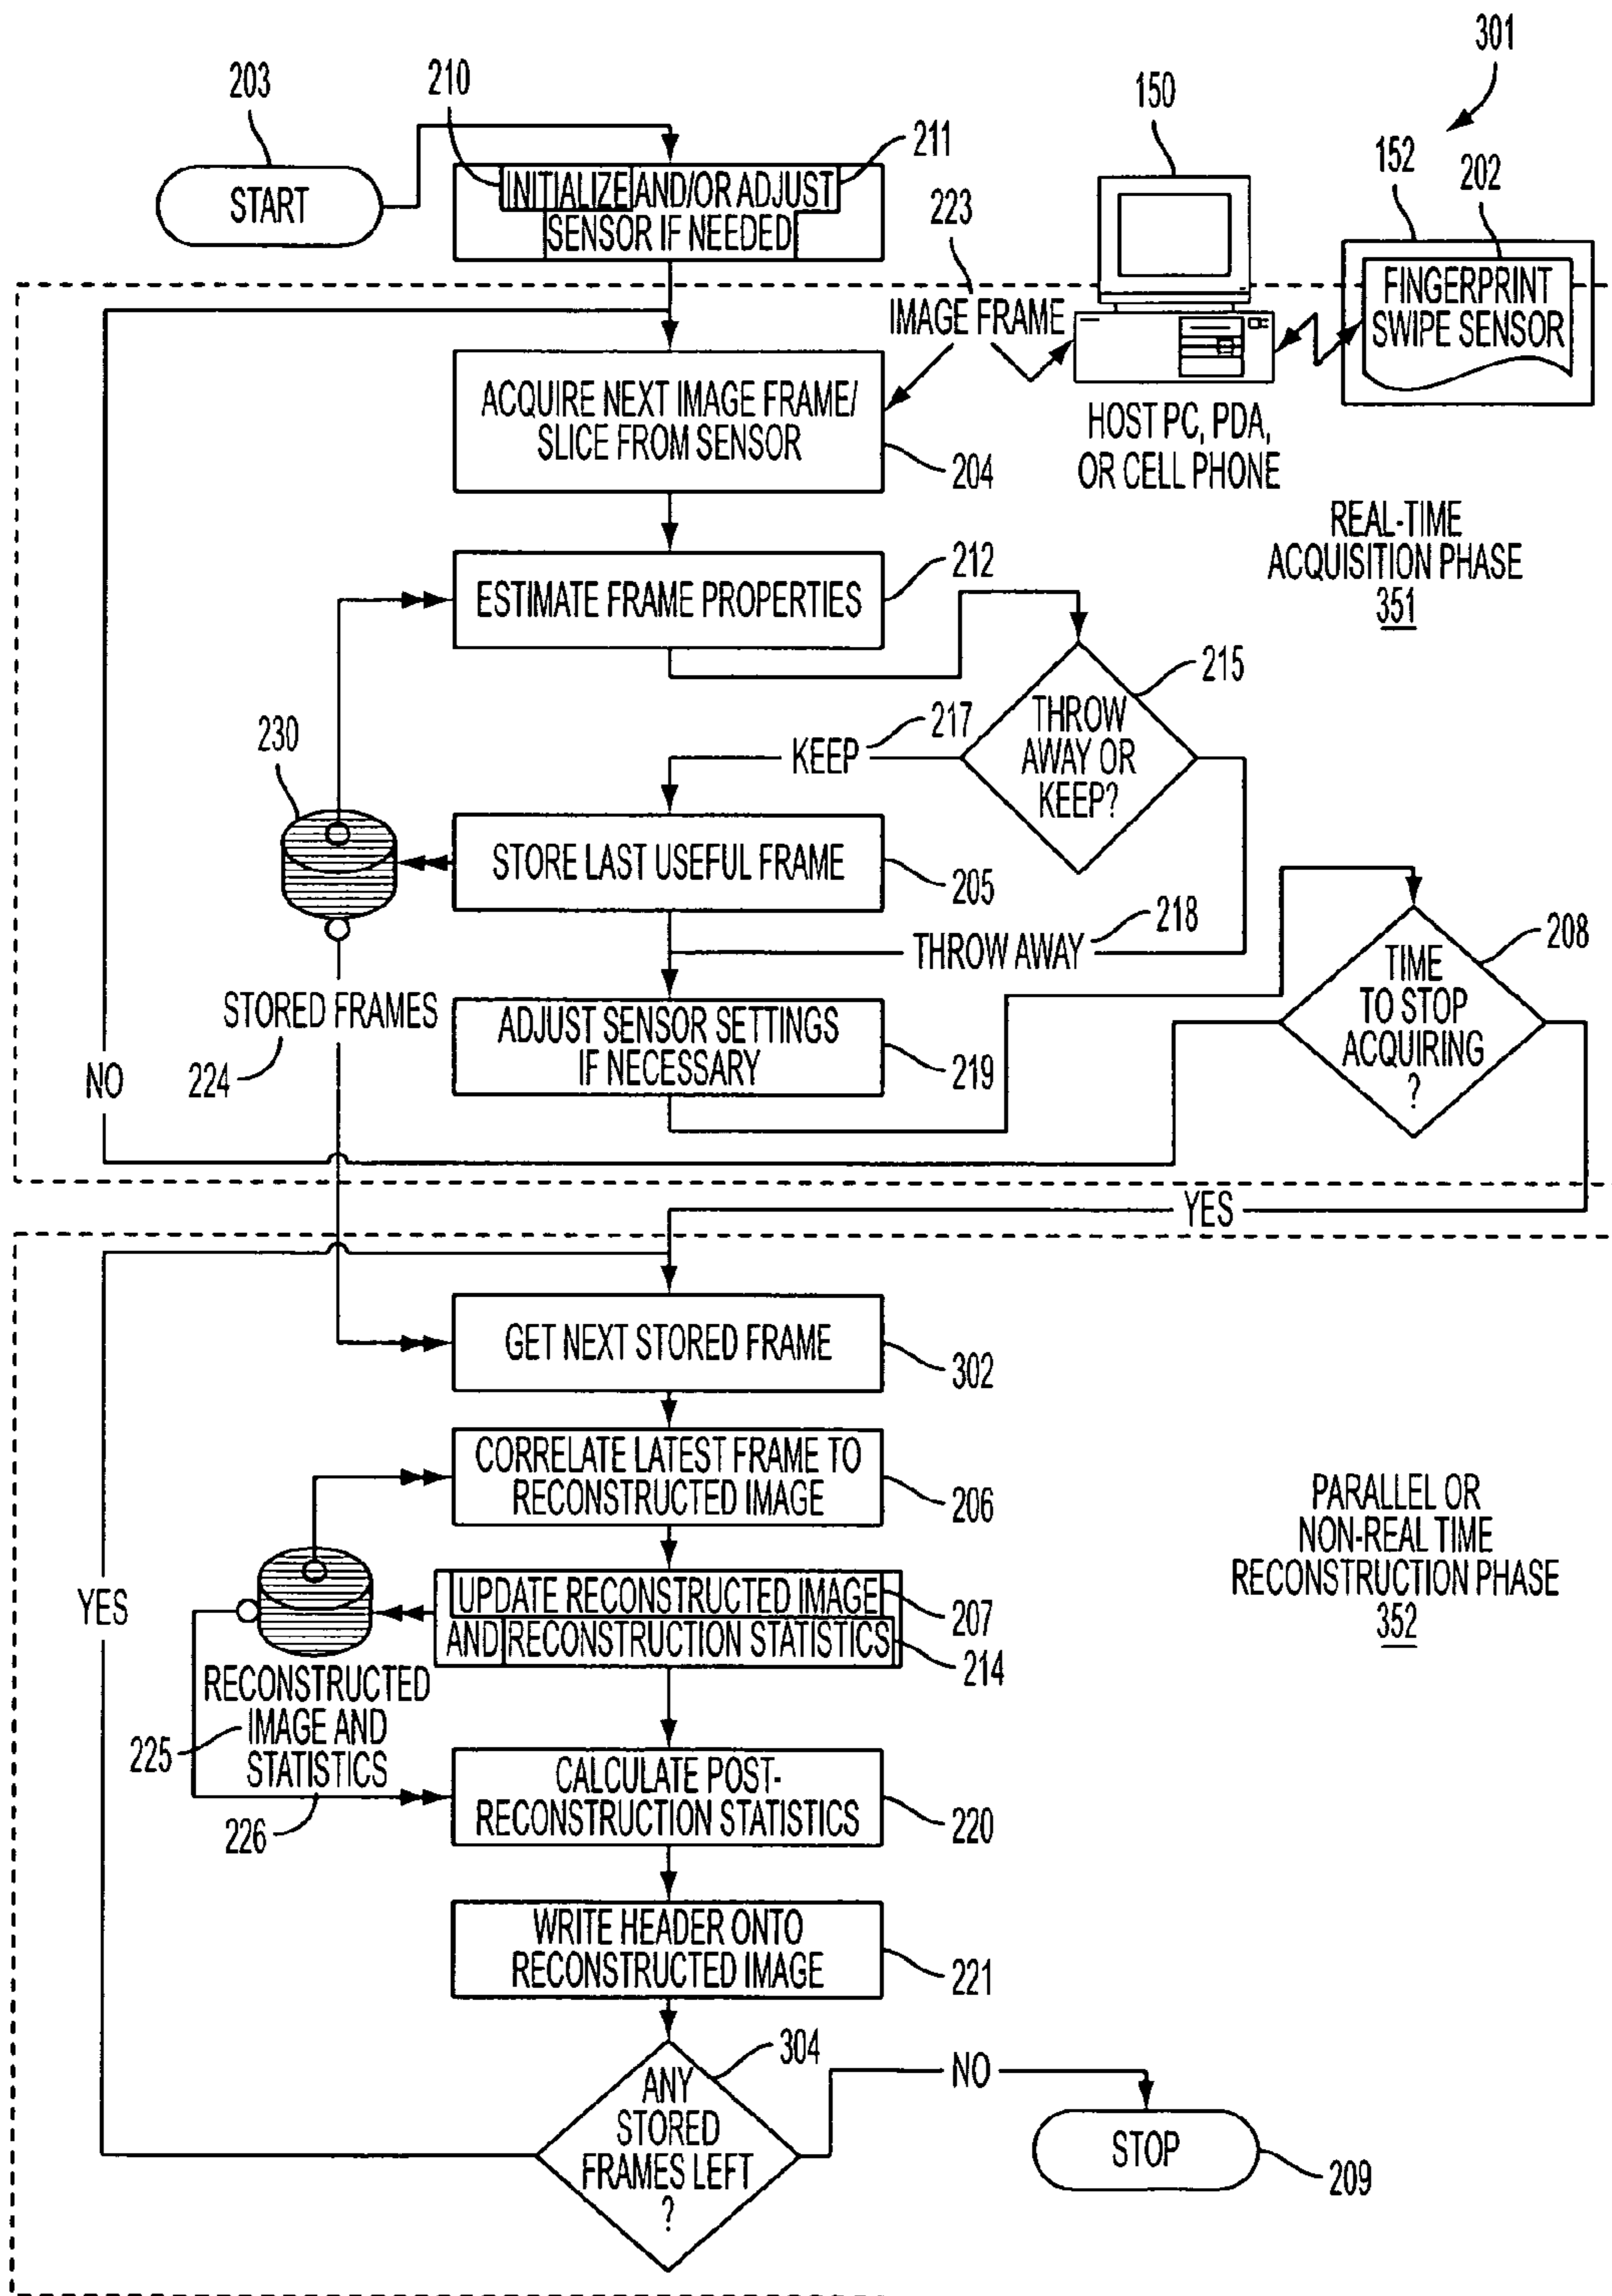 301
203
210
150
211
152
202
START
INITIALIZE AND/OR ADJUST
SENSOR IF NEEDED
223
IMAGE FRAME
FINGERPRINT
SWIPE SENSOR
ACQUIRE NEXT IMAGE FRAME/
SLICE FROM SENSOR
204
HOST PC, PDA,
OR CELL PHONE
REAL-TIME
ACQUISITION PHASE
351
212
ESTIMATE FRAME PROPERTIES
215
THROW
AWAY OR
KEEP?
217
KEEP
230
STORE LAST USEFUL FRAME
205
218
THROW AWAY
208
TIME
TO STOP
ACQUIRING
?
STORED FRAMES
224
ADJUST SENSOR SETTINGS
IF NECESSARY
219
NO
YES
GET NEXT STORED FRAME
302
CORRELATE LATEST FRAME TO
RECONSTRUCTED IMAGE
206
PARALLEL OR
NON-REAL TIME
RECONSTRUCTION PHASE
352
YES
UPDATE RECONSTRUCTED IMAGE
AND RECONSTRUCTION STATISTICS
207
214
RECONSTRUCTED
IMAGE AND
STATISTICS
225
226
CALCULATE POST-
RECONSTRUCTION STATISTICS
220
WRITE HEADER ONTO
RECONSTRUCTED IMAGE
221
304
ANY
STORED
FRAMES LEFT
?
NO
STOP
209